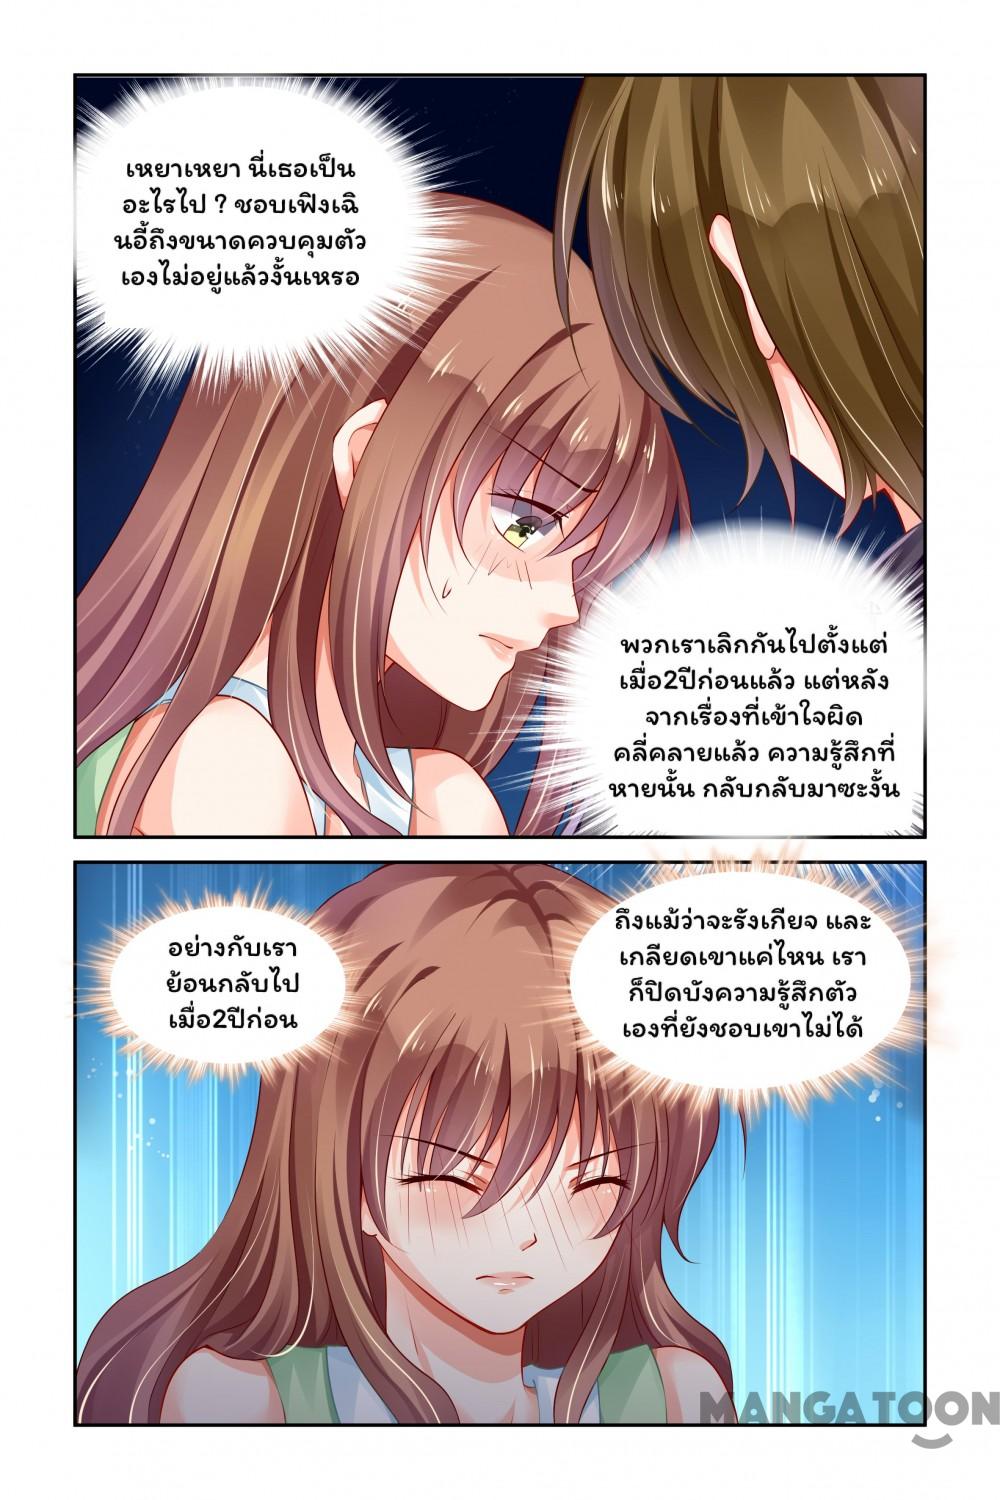 เหยาเหยา นี่เธอเป็น
อะไรไป ? ชอบเฟิงเฉิ
นอี้ถึงขนาดควบคุมตัว
เองไม่อยู่แล้วงั้นเหรอ
พวกเราเลิกกันไปตั้งแต่
เมื่อ2ปีก่อนแล้ว แต่หลัง
จากเรื่องที่เข้าใจผิด
คลี่คลายแล้ว ความรู้สึกที่
หายนั้น กลับกลับมาซะงั้น
อย่างกับเรา
ย้อนกลับไป
เมื่อ2ปีก่อน
ถึงแม้ว่าจะรังเกียจ และ
เกลียดเขาแค่ไหน เรา
ก็ปิดบังความรู้สึกตัว
เองที่ยังชอบเขาไม่ได้
MANGATOON